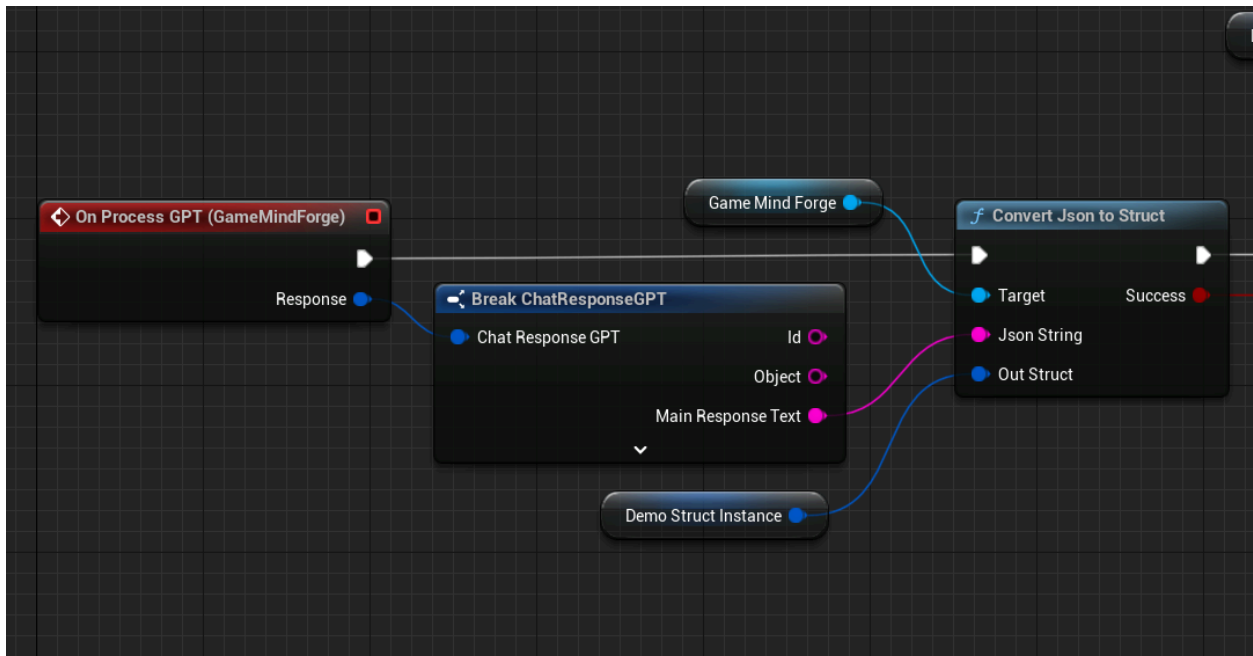 On Process GPT (GameMindForge)
Response
Break ChatResponseGPT
Chat Response GPT
Id
Object
Main Response Text
Game Mind Forge
Demo Struct Instance
Convert Json to Struct
Target
Success
Json String
Out Struct